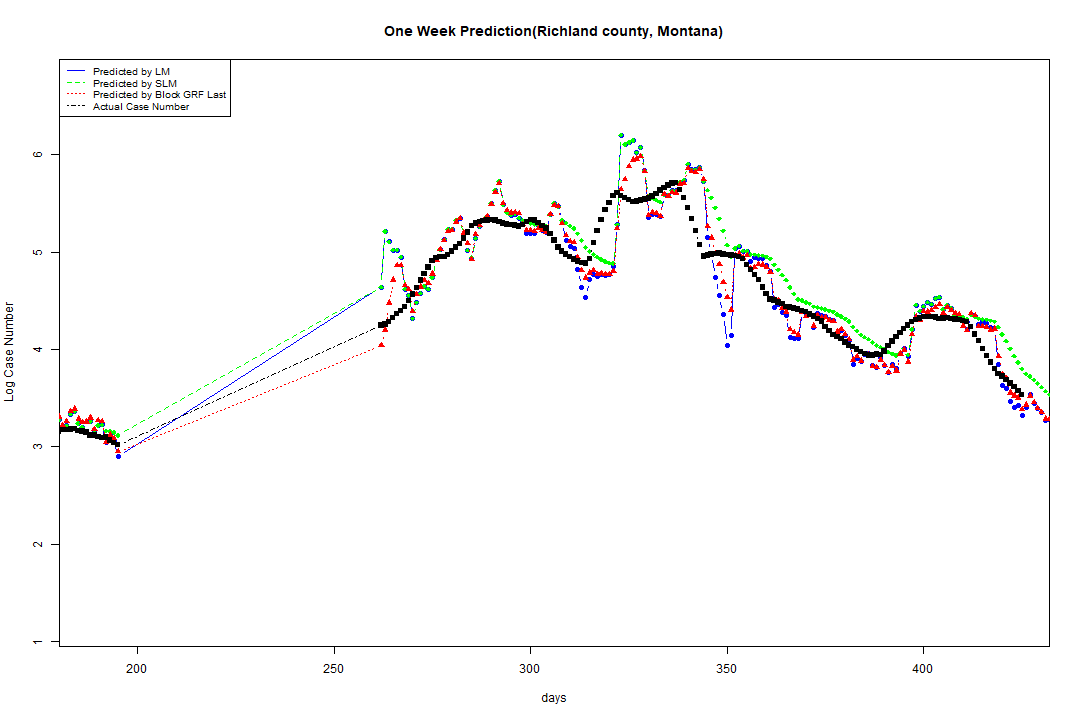 One Week Prediction(Richland county, Montana)
Predicted by LM
Predicted by SLM
Predicted by Block GRF Last
Actual Case Number
6
5
4
3
2
1
Log Case Number
200 250 300 350 400
days